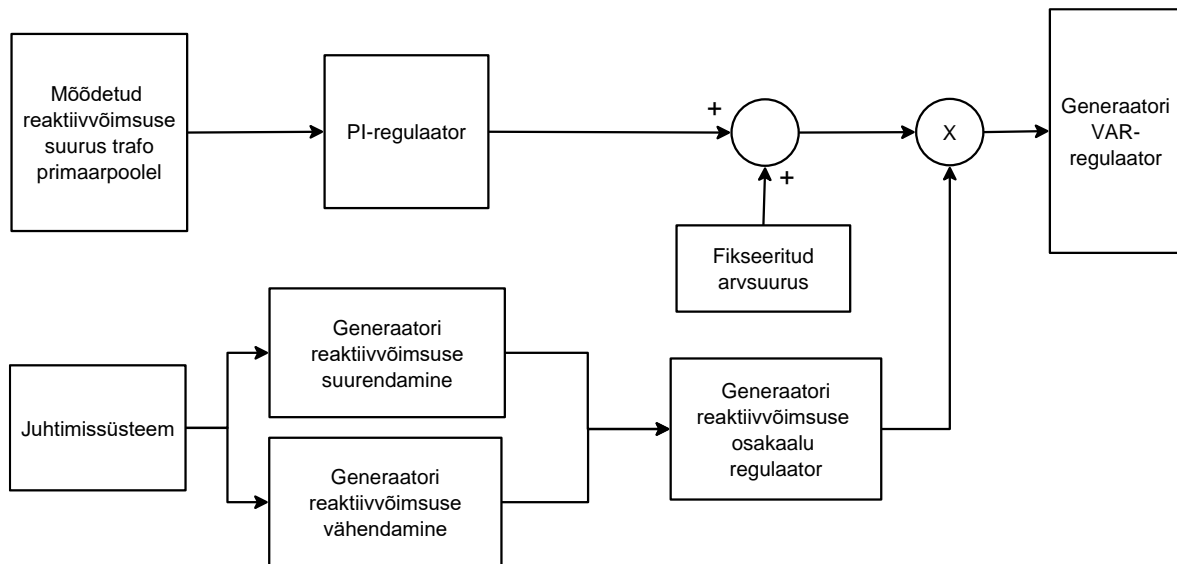 Mõõdetud
reaktiivvõimsuse
suurus trafo
primaarpoolel
PI-regulaator
+
+
X
Generaatori
VAR-
regulaator
Fikseeritud
arvsuurus
Generaatori
reaktiivvõimsuse
suurendamine
Juhtimissüsteem
Generaatori
reaktiivvõimsuse
vähendamine
Generaatori
reaktiivvõimsuse
osakaalu
regulaator